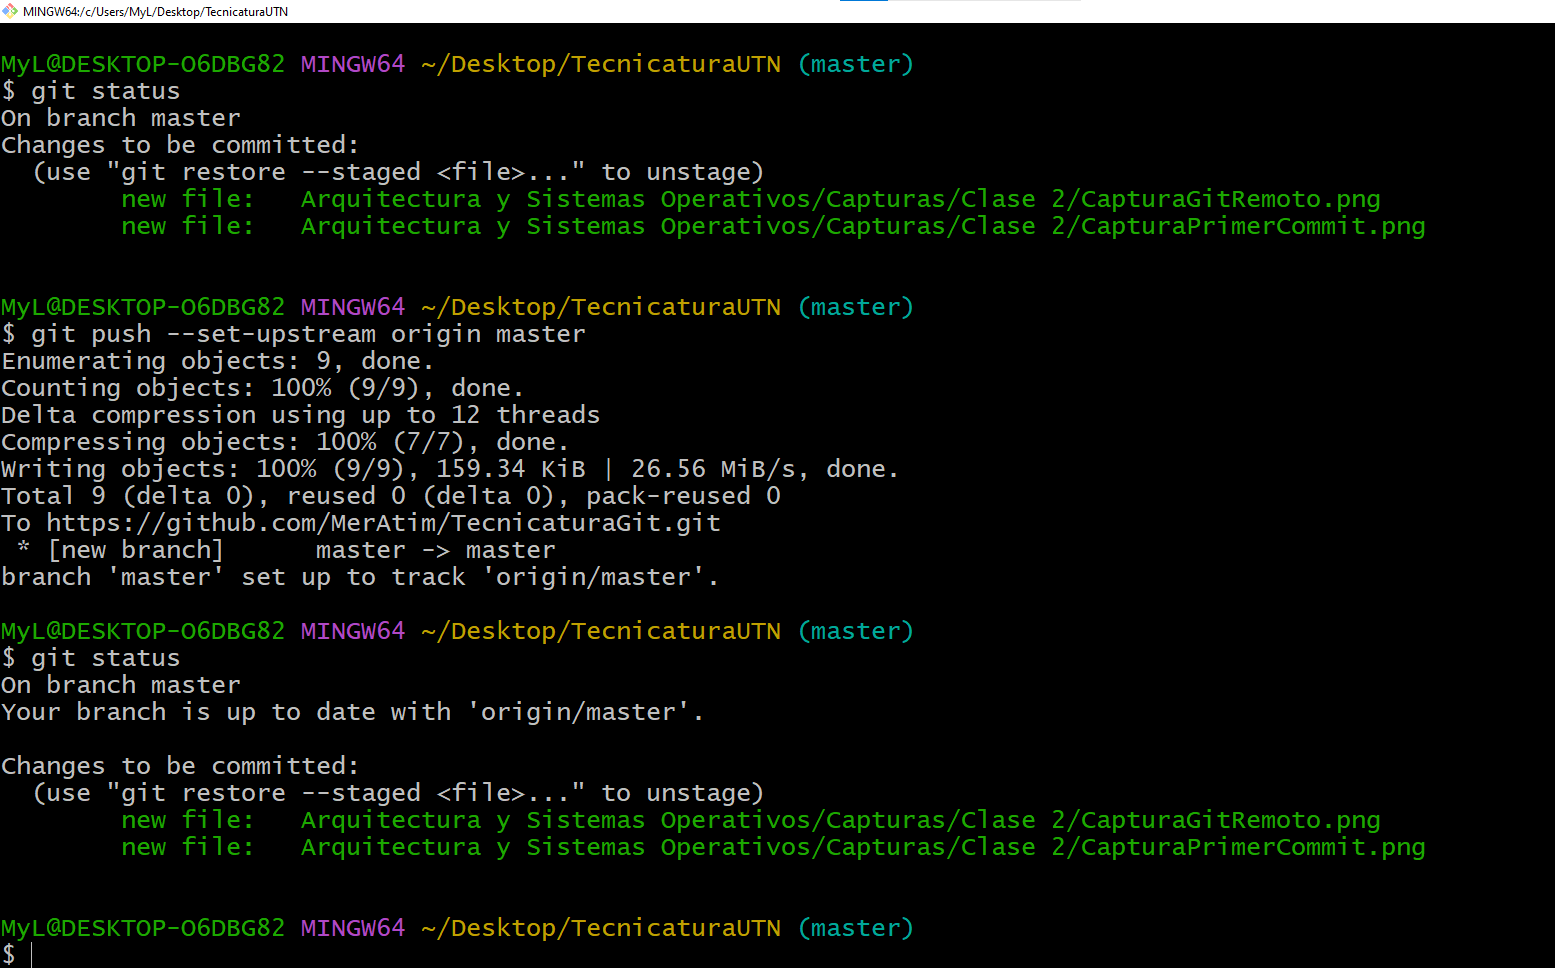 MINGW64:/c/Users/MyL/Desktop/TecnicaturaUTN
MyL@DESKTOP-O6DBG82 MINGW64 ~/Desktop/TecnicaturaUTN (master)
$ git status
On branch master
Changes to be committed:
  (use "git restore --staged <file>..." to unstage)
        new file:   Arquitectura y Sistemas Operativos/Capturas/Clase 2/CapturaGitRemoto.png
        new file:   Arquitectura y Sistemas Operativos/Capturas/Clase 2/CapturaPrimerCommit.png
MyL@DESKTOP-O6DBG82 MINGW64 ~/Desktop/TecnicaturaUTN (master)
$ git push --set-upstream origin master
Enumerating objects: 9, done.
Counting objects: 100% (9/9), done.
Delta compression using up to 12 threads
Compressing objects: 100% (7/7), done.
Writing objects: 100% (9/9), 159.34 KiB | 26.56 MiB/s, done.
Total 9 (delta 0), reused 0 (delta 0), pack-reused 0
To https://github.com/MerAtim/TecnicaturaGit.git
 * [new branch]      master -> master
branch 'master' set up to track 'origin/master'.
MyL@DESKTOP-O6DBG82 MINGW64 ~/Desktop/TecnicaturaUTN (master)
$ git status
On branch master
Your branch is up to date with 'origin/master'.
Changes to be committed:
  (use "git restore --staged <file>..." to unstage)
        new file:   Arquitectura y Sistemas Operativos/Capturas/Clase 2/CapturaGitRemoto.png
        new file:   Arquitectura y Sistemas Operativos/Capturas/Clase 2/CapturaPrimerCommit.png
MyL@DESKTOP-O6DBG82 MINGW64 ~/Desktop/TecnicaturaUTN (master)
$